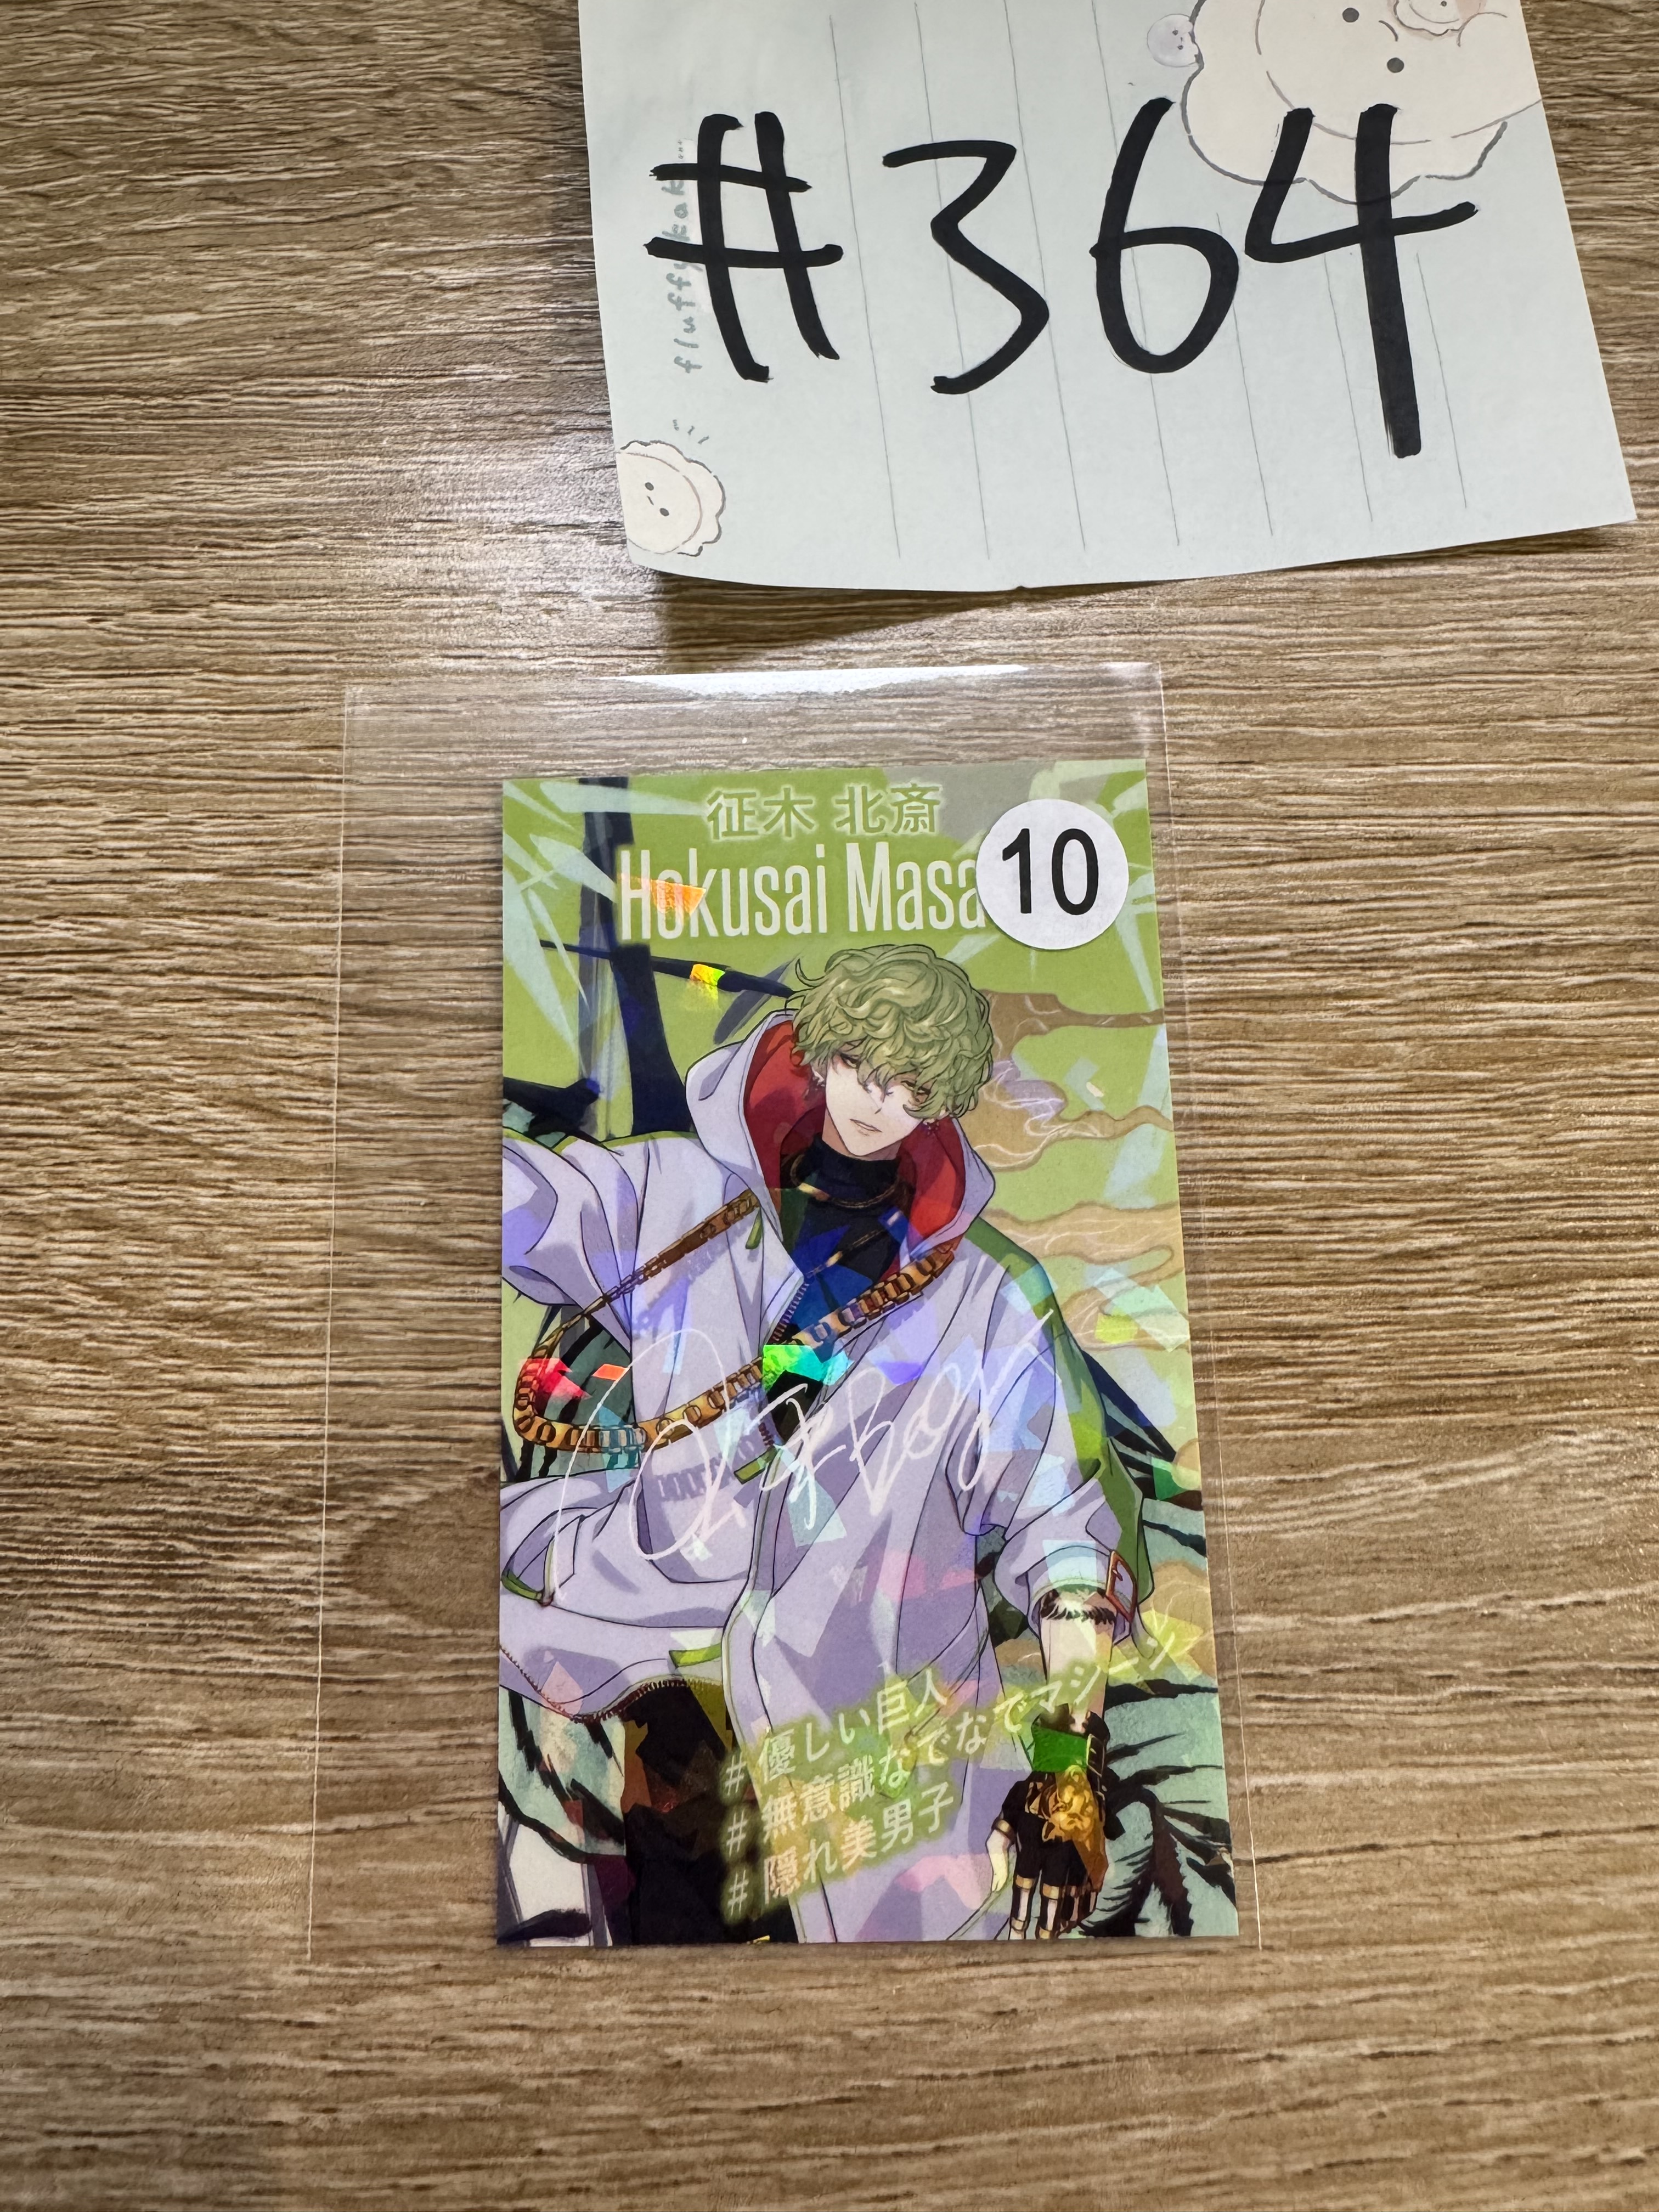 #364
征木 北斎
Hokusai Masa
10
# 優しい巨人
# 無意識なでなでマシーン
# 隠れ美男子